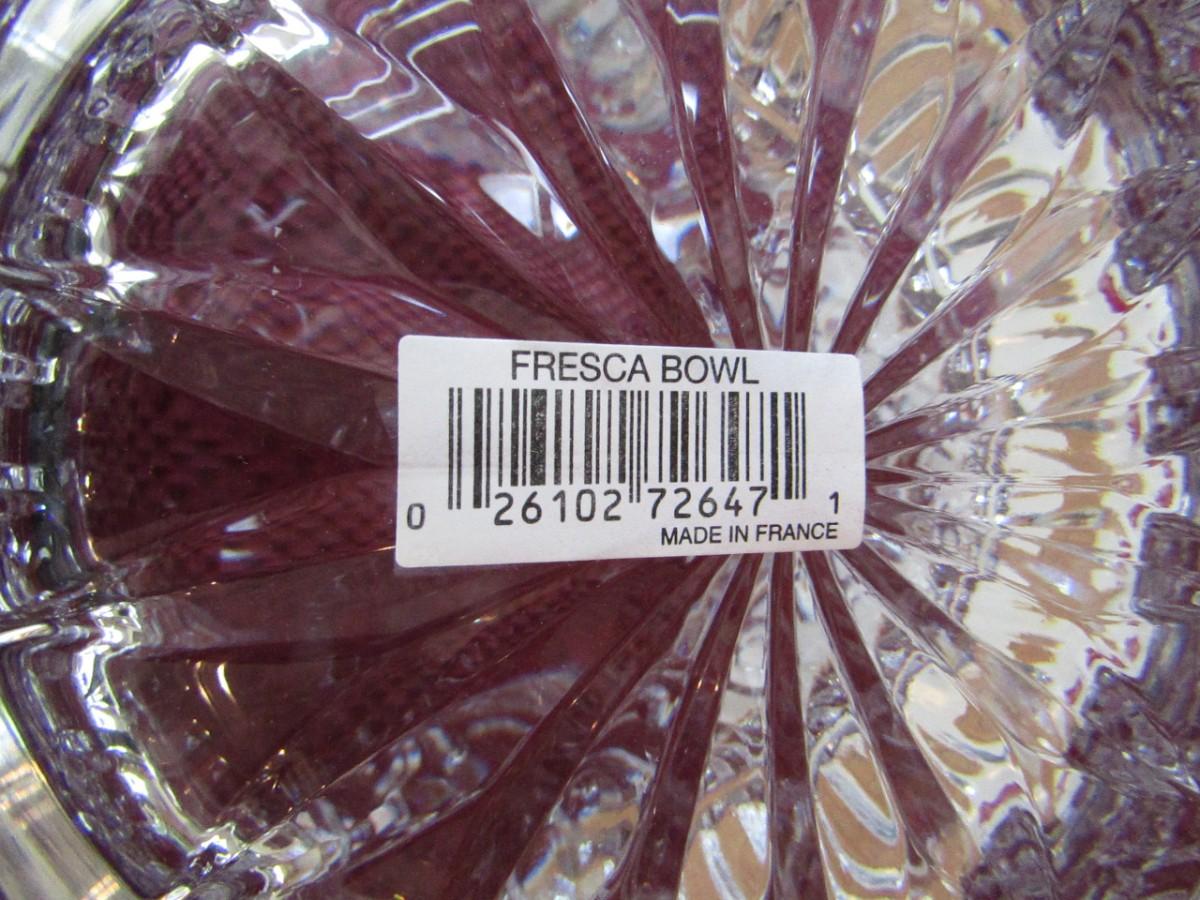 FRESCA BOWL
0 26102 72647 1
MADE IN FRANCE